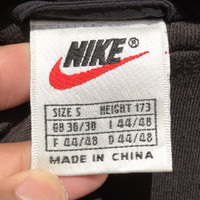 NIKE®
SIZE S HEIGHT 173
GB 36/38 I 44/48
F 44/48 D 44/48
MADE IN CHINA